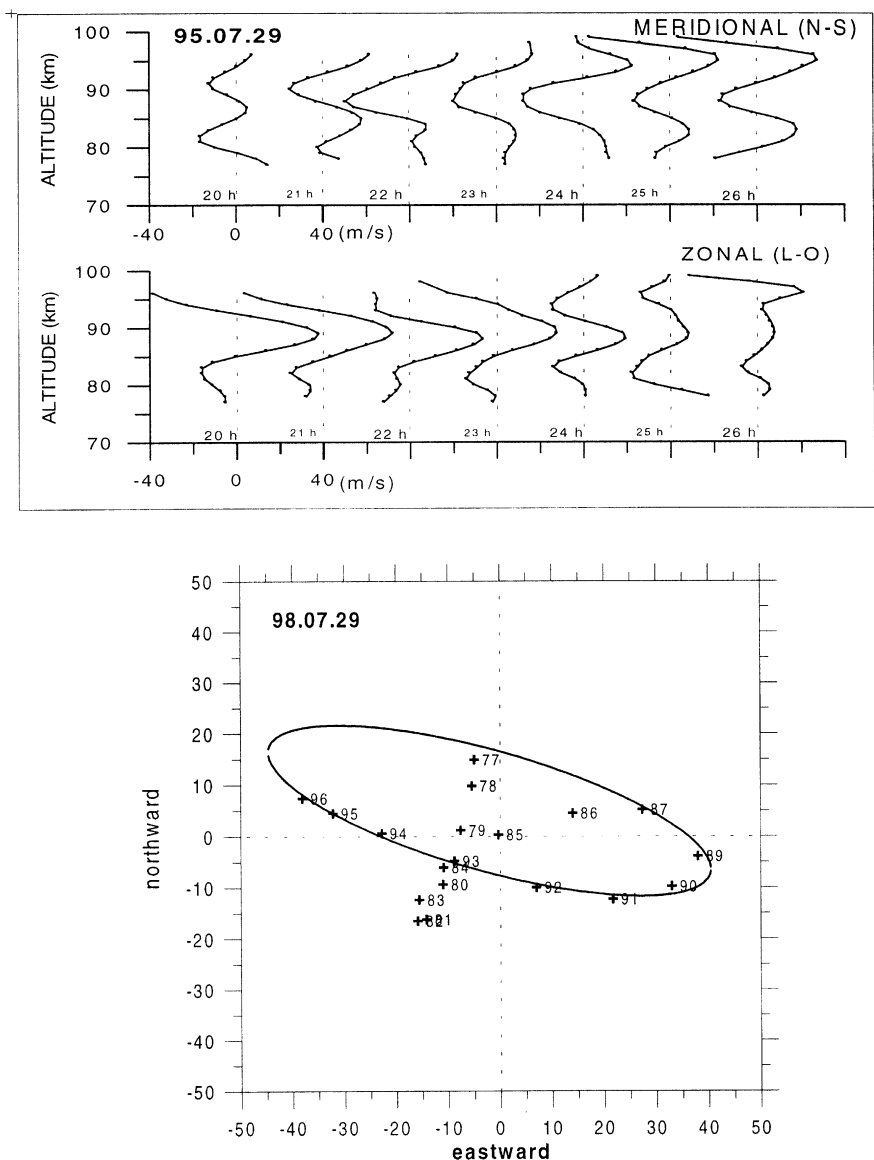 MERIDIONAL (N-S)
95.07.29
ALTITUDE (km)
100
90
80
70
20 h 21 h 22 h 23 h 24 h 25 h 26 h
-40 0 40 (m/s)
ZONAL (L-O)
ALTITUDE (km)
100
90
80
70
20 h 21 h 22 h 23 h 24 h 25 h 26 h
-40 0 40 (m/s)
98.07.29
northward
50
40
30
20
10
0
-10
-20
-30
-40
-50
77
78
86 87
96
95
94 79 85
93 89
84
80 90
92
83 91
82 81
-50 -40 -30 -20 -10 0 10 20 30 40 50
eastward